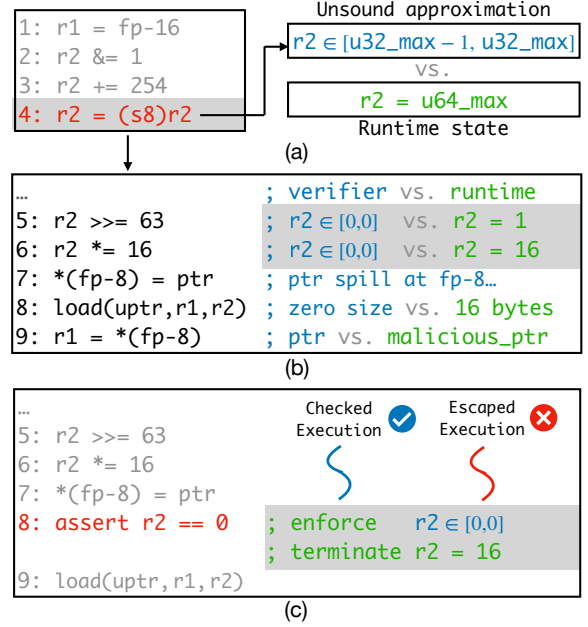 1: r1 = fp-16
2: r2 &= 1
3: r2 += 254
4: r2 = (s8)r2
Unsound approximation
r2 ∈ [u32_max − 1, u32_max]
vs.
r2 = u64_max
Runtime state
(a)
… ; verifier vs. runtime
5: r2 >>= 63 ; r2 ∈ [0,0] vs. r2 = 1
6: r2 *= 16 ; r2 ∈ [0,0] vs. r2 = 16
7: *(fp-8) = ptr ; ptr spill at fp-8…
8: load(uptr,r1,r2) ; zero size vs. 16 bytes
9: r1 = *(fp-8) ; ptr vs. malicious_ptr
(b)
…
5: r2 >>= 63
6: r2 *= 16
7: *(fp-8) = ptr
Checked
Execution
Escaped
Execution
8: assert r2 == 0 ; enforce r2 ∈ [0,0]
; terminate r2 = 16
9: load(uptr,r1,r2)
(c)